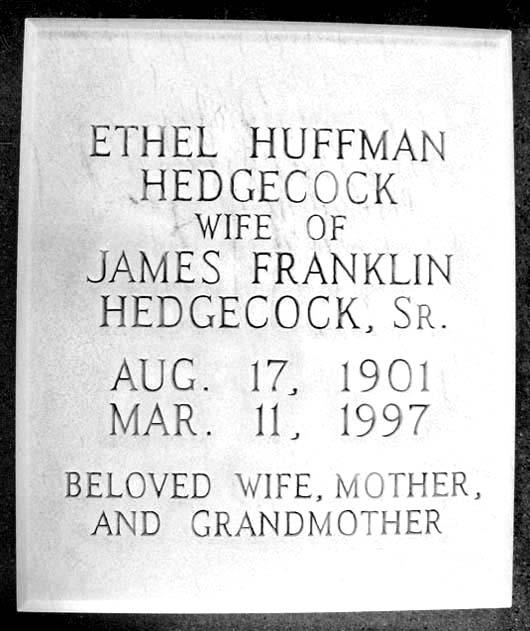 ETHEL HUFFMAN
HEDGECOCK
WIFE OF
JAMES FRANKLIN
HEDGECOCK, SR.
AUG. 17, 1901
MAR. 11, 1997
BELOVED WIFE, MOTHER,
AND GRANDMOTHER